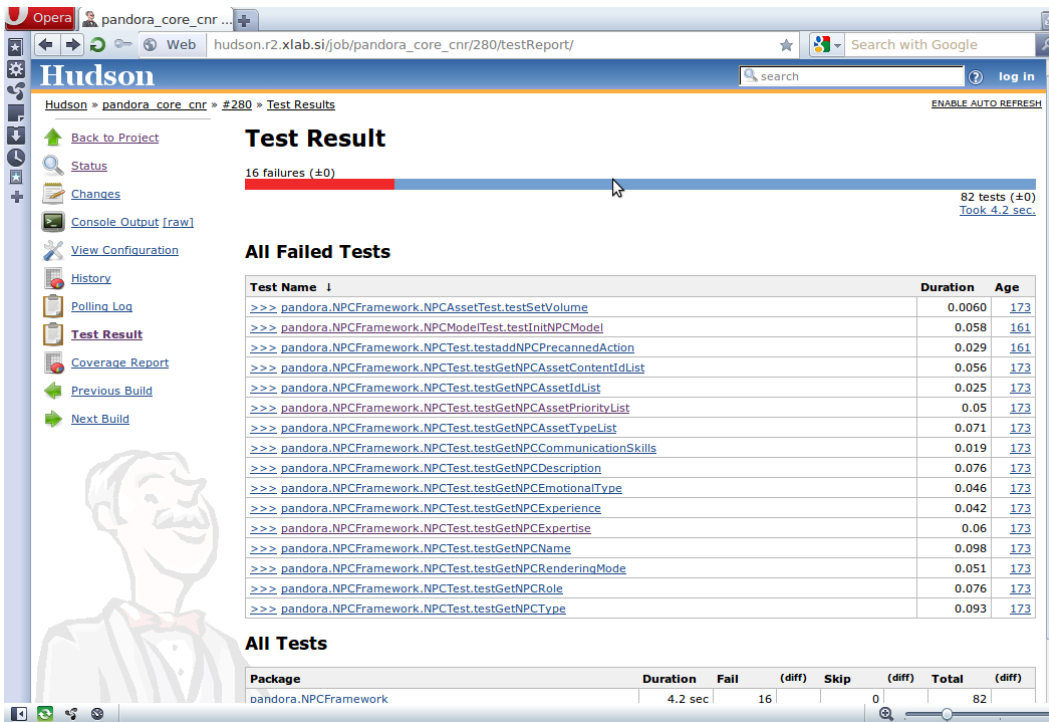 Opera pandora_core_cnr ...
Web hudson.r2.xlab.si/job/pandora_core_cnr/280/testReport/ Search with Google
Hudson search log in
Hudson » pandora_core_cnr » #280 » Test Results ENABLE AUTO REFRESH
Back to Project
Status
Changes
Console Output [raw]
View Configuration
History
Polling Log
Test Result
Coverage Report
Previous Build
Next Build
Test Result
16 failures (±0)
82 tests (±0)
Took 4.2 sec.
All Failed Tests
Test Name ↓ Duration Age
>>> pandora.NPCFramework.NPCAssetTest.testSetVolume 0.0060 173
>>> pandora.NPCFramework.NPCModelTest.testInitNPCModel 0.058 161
>>> pandora.NPCFramework.NPCTest.testaddNPCPrecannedAction 0.029 161
>>> pandora.NPCFramework.NPCTest.testGetNPCAssetContentIdList 0.056 173
>>> pandora.NPCFramework.NPCTest.testGetNPCAssetIdList 0.025 173
>>> pandora.NPCFramework.NPCTest.testGetNPCAssetPriorityList 0.05 173
>>> pandora.NPCFramework.NPCTest.testGetNPCAssetTypeList 0.071 173
>>> pandora.NPCFramework.NPCTest.testGetNPCCommunicationSkills 0.019 173
>>> pandora.NPCFramework.NPCTest.testGetNPCDescription 0.076 173
>>> pandora.NPCFramework.NPCTest.testGetNPCEmotionalType 0.046 173
>>> pandora.NPCFramework.NPCTest.testGetNPCExperience 0.042 173
>>> pandora.NPCFramework.NPCTest.testGetNPCExpertise 0.06 173
>>> pandora.NPCFramework.NPCTest.testGetNPCName 0.098 173
>>> pandora.NPCFramework.NPCTest.testGetNPCRenderingMode 0.051 173
>>> pandora.NPCFramework.NPCTest.testGetNPCRole 0.076 173
>>> pandora.NPCFramework.NPCTest.testGetNPCType 0.093 173
All Tests
Package Duration Fail (diff) Skip (diff) Total (diff)
pandora.NPCFramework 4.2 sec 16 0 82